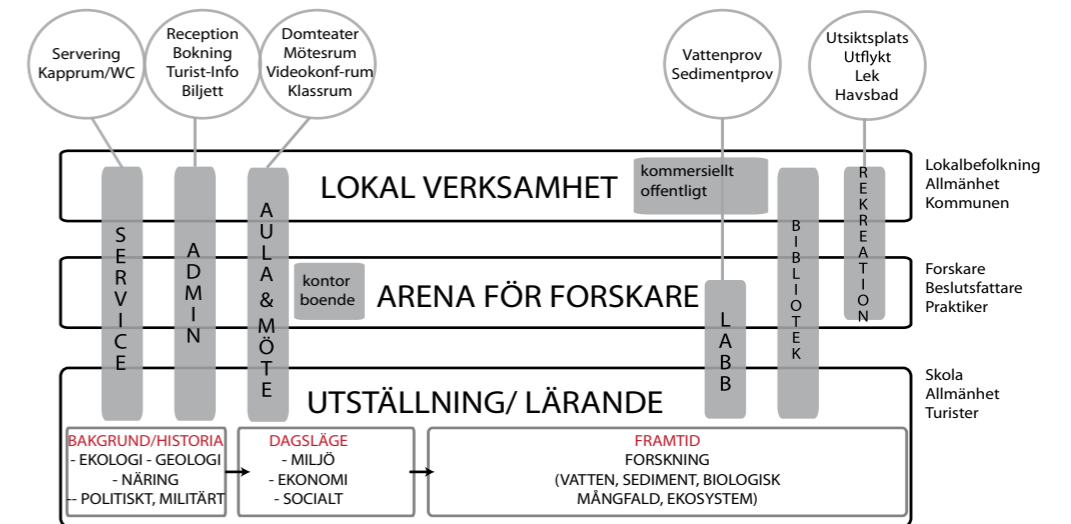 Servering
Kapprum/WC
Reception
Bokning
Turist-Info
Biljett
Domteater
Mötesrum
Videokonf-rum
Klassrum
Vattenprov
Sedimentprov
Utsiktsplats
Utflykt
Lek
Havsbad
LOKAL VERKSAMHET
kommersiellt
offentligt
Lokalbefolkning
Allmänhet
Kommunen
SERVICE
ADMIN
AULA & MÖTE
kontor
boende
ARENA FÖR FORSKARE
LABB
BIBLIOTEK
REKREATION
Forskare
Beslutsfattare
Praktiker
UTSTÄLLNING/ LÄRANDE
Skola
Allmänhet
Turister
BAKGRUND/HISTORIA
- EKOLOGI - GEOLOGI
- NÄRING
-- POLITISKT, MILITÄRT
DAGSLÄGE
- MILJÖ
- EKONOMI
- SOCIALT
FRAMTID
FORSKNING
(VATTEN, SEDIMENT, BIOLOGISK
MÅNGFALD, EKOSYSTEM)